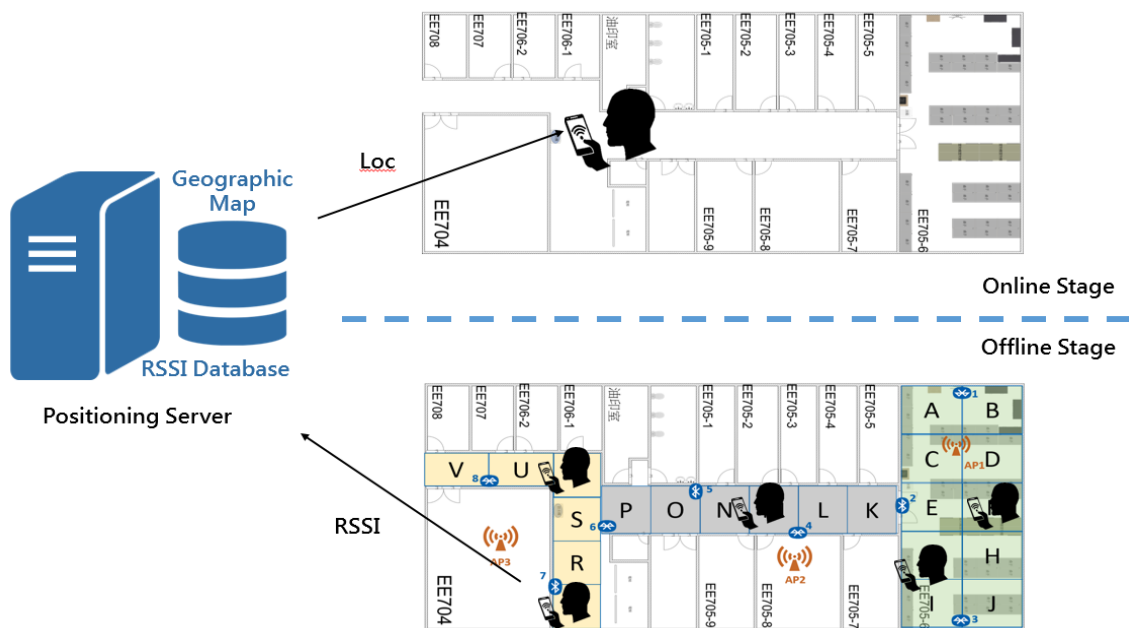 EE708
EE707
EE706-2
EE706-1
油印室
EE705-1
EE705-2
EE705-3
EE705-4
EE705-5
Loc
Geographic
Map
EE704
EE705-9
EE705-8
EE705-7
EE705-6
Online Stage
RSSI Database
Offline Stage
Positioning Server
EE708
EE707
EE706-2
EE706-1
油印室
EE705-1
EE705-2
EE705-3
EE705-4
EE705-5
A
1
B
C
AP1
D
V
8
U
5
2
E
S
6
P
O
N
4
L
K
RSSI
AP3
R
AP2
H
7
EE704
EE705-9
EE705-8
EE705-7
EE705-6
I
J
3